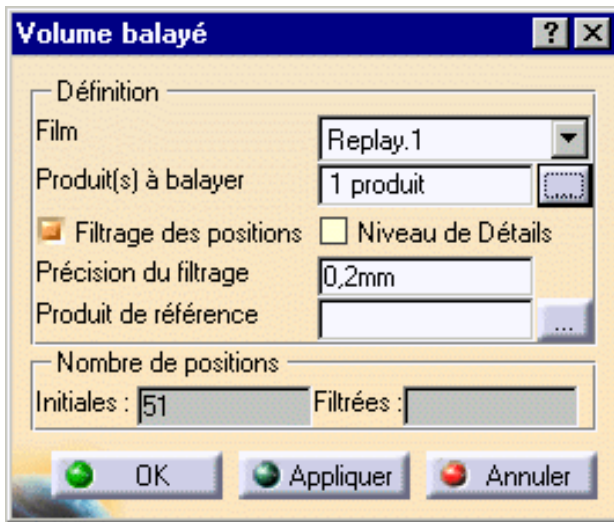 Volume balayé
Définition
Film Replay.1
Produit(s) à balayer 1 produit ...
Filtrage des positions Niveau de Détails
Précision du filtrage 0,2mm
Produit de référence ...
Nombre de positions
Initiales : 51 Filtrées :
OK Appliquer Annuler